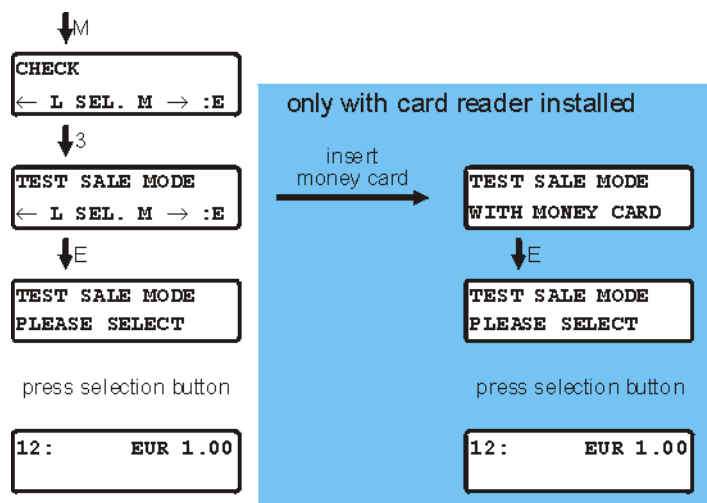 M
CHECK
← L SEL. M → :E
3
TEST SALE MODE
← L SEL. M → :E
E
TEST SALE MODE
PLEASE SELECT
press selection button
12: EUR 1.00
only with card reader installed
insert
money card
TEST SALE MODE
WITH MONEY CARD
E
TEST SALE MODE
PLEASE SELECT
press selection button
12: EUR 1.00